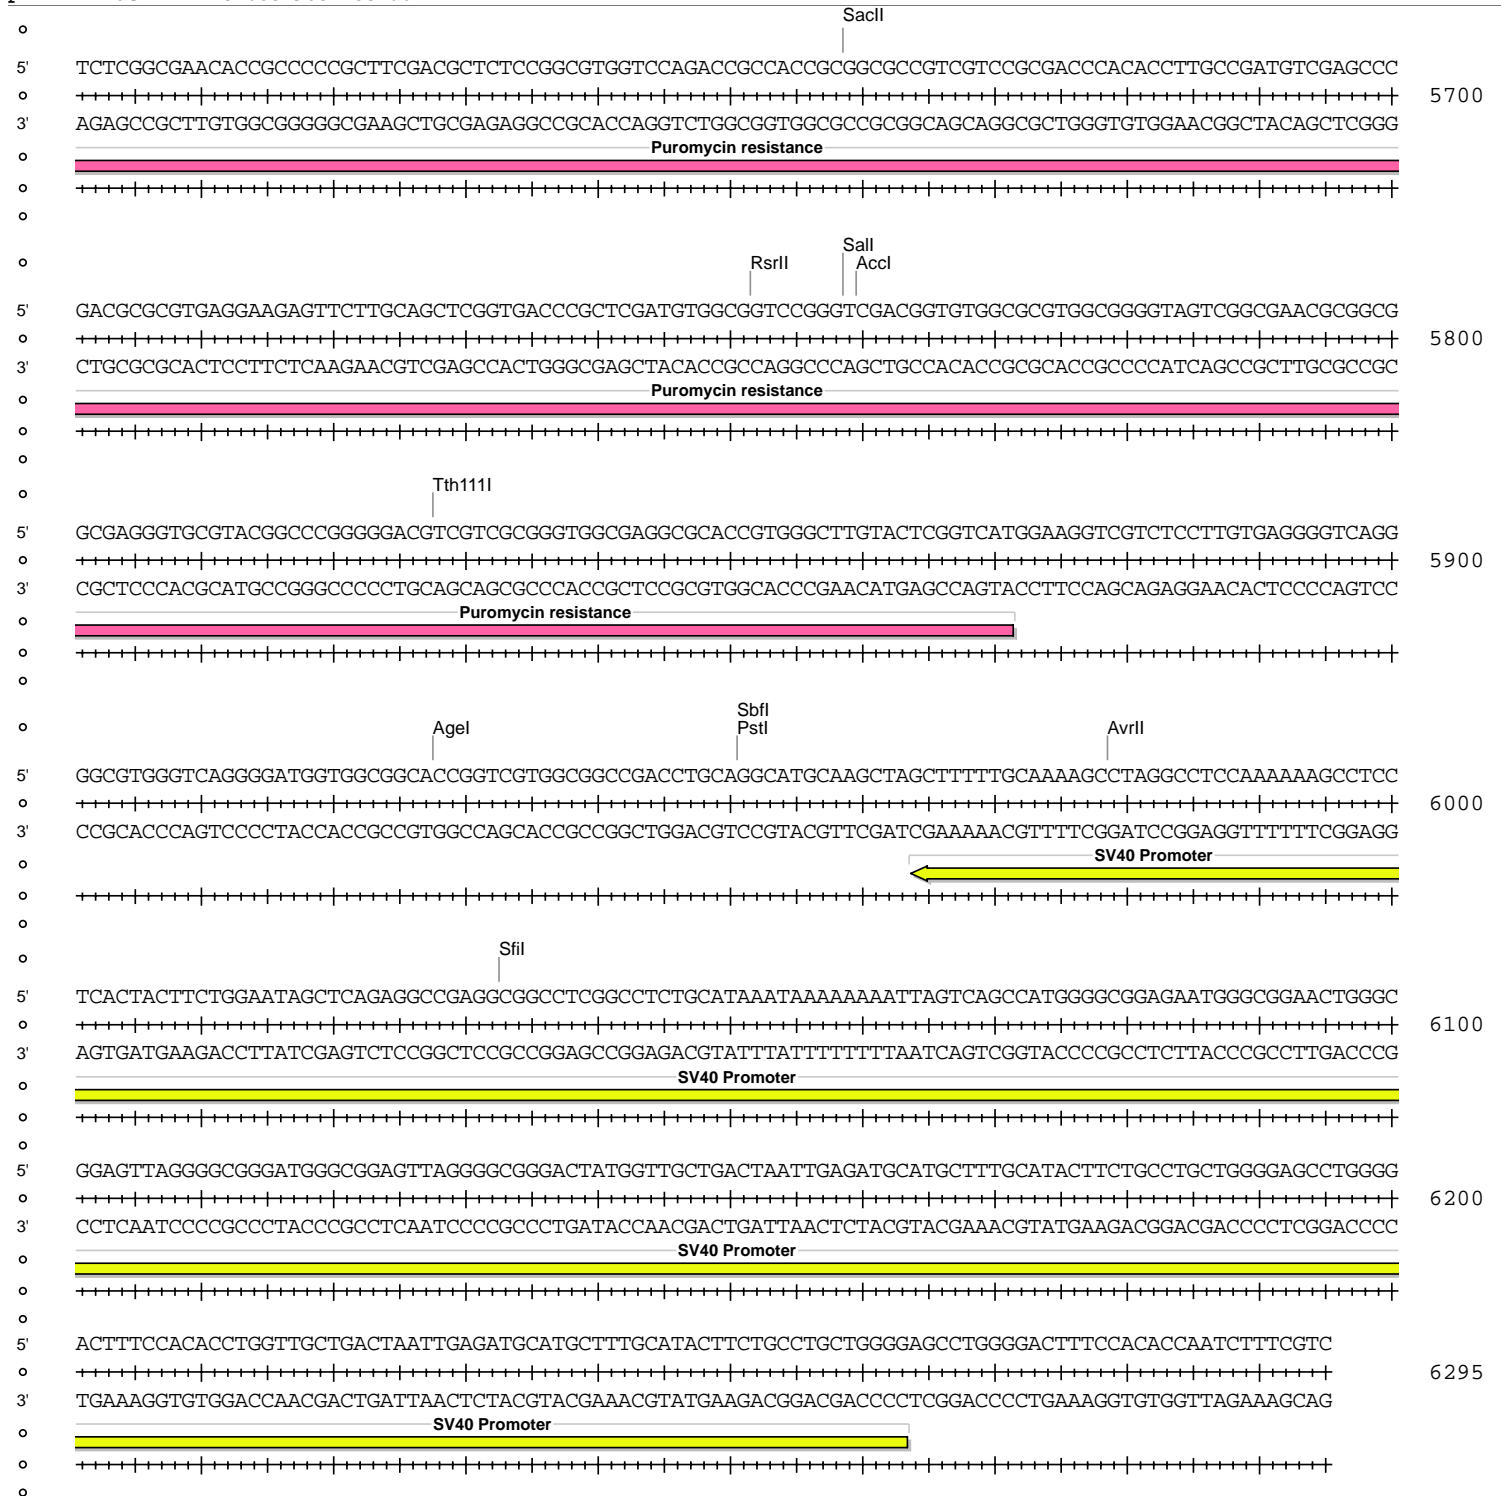 SacII
5' TCTCGGCGAACACCGCCCCCGCTTCGACGCTCTCCGGCGTGGTCCAGACCGCCACCGCGGCGCCGTCGTCCGCGACCCACACCTTGCCGATGTCGAGCCC
5700
3' AGAGCCGCTTGTGGCGGGGGCGAAGCTGCGAGAGGCCGCACCAGGTCTGGCGGTGGCGCCGCGGCAGCAGGCGCTGGGTGTGGAACGGCTACAGCTCGGG
Puromycin resistance
SalI
RsrII AccI
5' GACGCGCGTGAGGAAGAGTTCTTGCAGCTCGGTGACCCGCTCGATGTGGCGGTCCGGGTCGACGGTGTGGCGCGTGGCGGGGTAGTCGGCGAACGCGGCG
5800
3' CTGCGCGCACTCCTTCTCAAGAACGTCGAGCCACTGGGCGAGCTACACCGCCAGGCCCAGCTGCCACACCGCGCACCGCCCCATCAGCCGCTTGCGCCGC
Puromycin resistance
Tth111I
5' GCGAGGGTGCGTACGGCCCGGGGGACGTCGTCGCGGGTGGCGAGGCGCACCGTGGGCTTGTACTCGGTCATGGAAGGTCGTCTCCTTGTGAGGGGTCAGG
5900
3' CGCTCCCACGCATGCCGGGCCCCCTGCAGCAGCGCCCACCGCTCCGCGTGGCACCCGAACATGAGCCAGTACCTTCCAGCAGAGGAACACTCCCCAGTCC
Puromycin resistance
SbfI
AgeI PstI AvrII
5' GGCGTGGGTCAGGGGATGGTGGCGGCACCGGTCGTGGCGGCCGACCTGCAGGCATGCAAGCTAGCTTTTTGCAAAAGCCTAGGCCTCCAAAAAAGCCTCC
6000
3' CCGCACCCAGTCCCCTACCACCGCCGTGGCCAGCACCGCCGGCTGGACGTCCGTACGTTCGATCGAAAAACGTTTTCGGATCCGGAGGTTTTTTCGGAGG
SV40 Promoter
SfiI
5' TCACTACTTCTGGAATAGCTCAGAGGCCGAGGCGGCCTCGGCCTCTGCATAAATAAAAAAAATTAGTCAGCCATGGGGCGGAGAATGGGCGGAACTGGGC
6100
3' AGTGATGAAGACCTTATCGAGTCTCCGGCTCCGCCGGAGCCGGAGACGTATTTATTTTTTTTAATCAGTCGGTACCCCGCCTCTTACCCGCCTTGACCCG
SV40 Promoter
5' GGAGTTAGGGGCGGGATGGGCGGAGTTAGGGGCGGGACTATGGTTGCTGACTAATTGAGATGCATGCTTTGCATACTTCTGCCTGCTGGGGAGCCTGGGG
6200
3' CCTCAATCCCCGCCCTACCCGCCTCAATCCCCGCCCTGATACCAACGACTGATTAACTCTACGTACGAAACGTATGAAGACGGACGACCCCTCGGACCCC
SV40 Promoter
5' ACTTTCCACACCTGGTTGCTGACTAATTGAGATGCATGCTTTGCATACTTCTGCCTGCTGGGGAGCCTGGGGACTTTCCACACCAATCTTTCGTC
6295
3' TGAAAGGTGTGGACCAACGACTGATTAACTCTACGTACGAAACGTATGAAGACGGACGACCCCTCGGACCCCTGAAAGGTGTGGTTAGAAAGCAG
SV40 Promoter